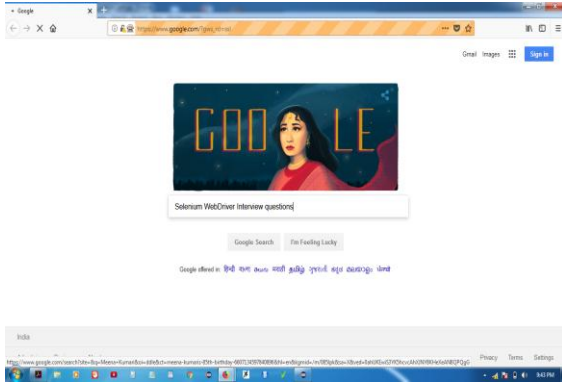 Google
https://www.google.com/?gws_rd=ssl
Gmail Images Sign in
GOO LE
Selenium WebDriver Interview questions
Google Search I'm Feeling Lucky
Google offered in: हिन्दी বাংলা తెలుగు मराठी தமிழ் ગુજરાતી ಕನ್ನಡ മലയാളം ਪੰਜਾਬੀ
India
Privacy Terms Settings
9:43 PM